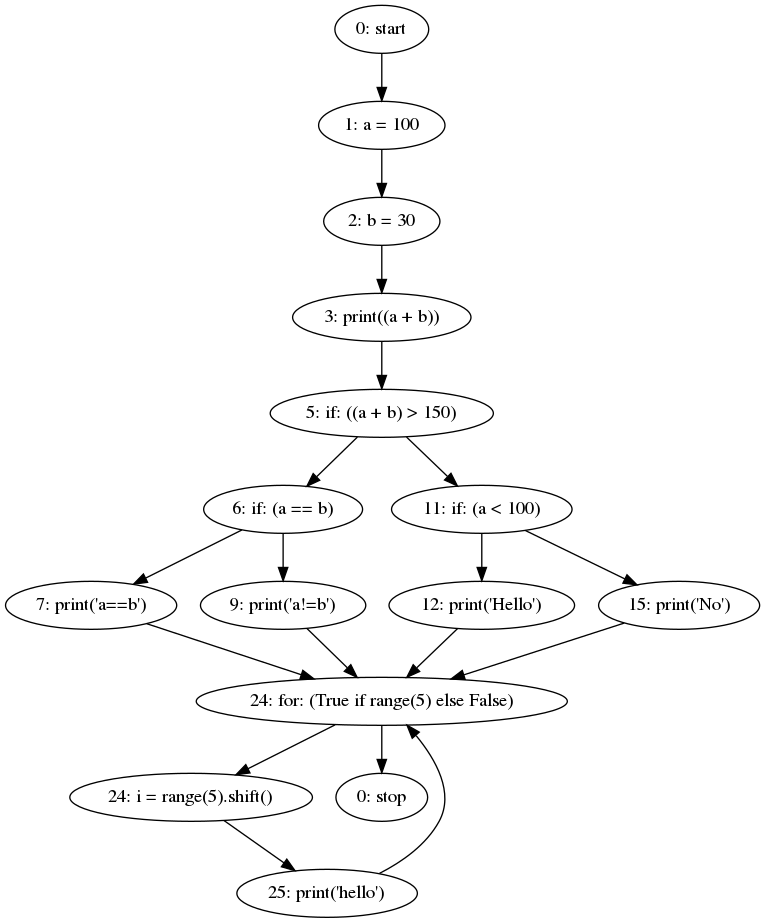 0: start
1: a = 100
2: b = 30
3: print((a + b))
5: if: ((a + b) > 150)
6: if: (a == b)
11: if: (a < 100)
7: print('a==b')
9: print('a!=b')
12: print('Hello')
15: print('No')
24: for: (True if range(5) else False)
24: i = range(5).shift()
0: stop
25: print('hello')